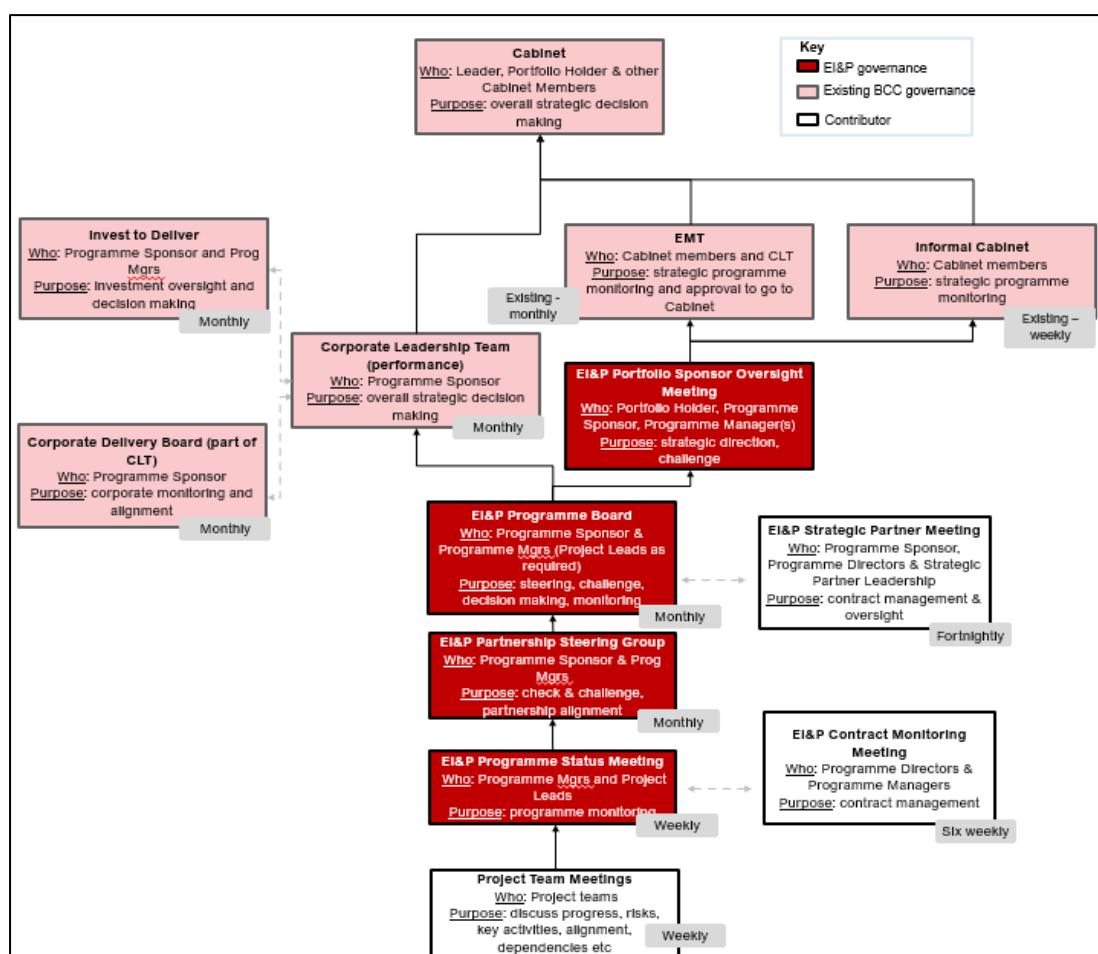 Cabinet
Who: Leader, Portfolio Holder & other
Cabinet Members
Purpose: overall strategic decision
making
Key
EI&P governance
Existing BCC governance
Contributor
Invest to Deliver
Who: Programme Sponsor and Prog
Mgrs
Purpose: Investment oversight and
decision making
Monthly
EMT
Who: Cabinet members and CLT
Purpose: strategic programme
monitoring and approval to go to
Cabinet
Existing -
monthly
Informal Cabinet
Who: Cabinet members
Purpose: strategic programme
monitoring
Existing –
weekly
Corporate Leadership Team
(performance)
Who: Programme Sponsor
Purpose: overall strategic decision
making
Monthly
EI&P Portfolio Sponsor Oversight
Meeting
Who: Portfolio Holder, Programme
Sponsor, Programme Manager(s)
Purpose: strategic direction,
challenge
Corporate Delivery Board (part of
CLT)
Who: Programme Sponsor
Purpose: corporate monitoring and
alignment
Monthly
EI&P Programme Board
Who: Programme Sponsor &
Programme Mgrs (Project Leads as
required)
Purpose: steering, challenge,
decision making, monitoring
Monthly
EI&P Strategic Partner Meeting
Who: Programme Sponsor,
Programme Directors & Strategic
Partner Leadership
Purpose: contract management &
oversight
Fortnightly
EI&P Partnership Steering Group
Who: Programme Sponsor & Prog
Mgrs
Purpose: check & challenge,
partnership alignment
Monthly
EI&P Programme Status Meeting
Who: Programme Mgrs and Project
Leads
Purpose: programme monitoring
Weekly
EI&P Contract Monitoring
Meeting
Who: Programme Directors &
Programme Managers
Purpose: contract management
Six weekly
Project Team Meetings
Who: Project teams
Purpose: discuss progress, risks,
key activities, alignment,
dependencies etc
Weekly